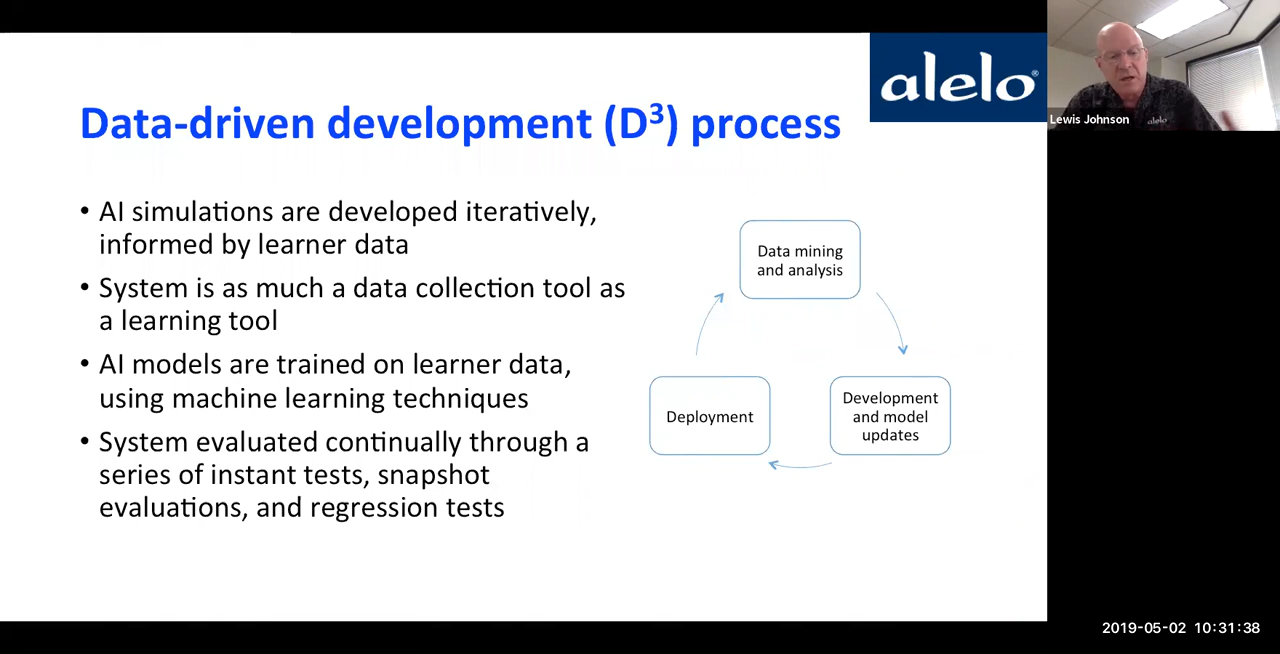 alelo®
Lewis Johnson
alelo
Data-driven development (D³) process
• AI simulations are developed iteratively,
informed by learner data
• System is as much a data collection tool as
a learning tool
• AI models are trained on learner data,
using machine learning techniques
• System evaluated continually through a
series of instant tests, snapshot
evaluations, and regression tests
Data mining
and analysis
Development
and model
updates
Deployment
2019-05-02 10:31:38